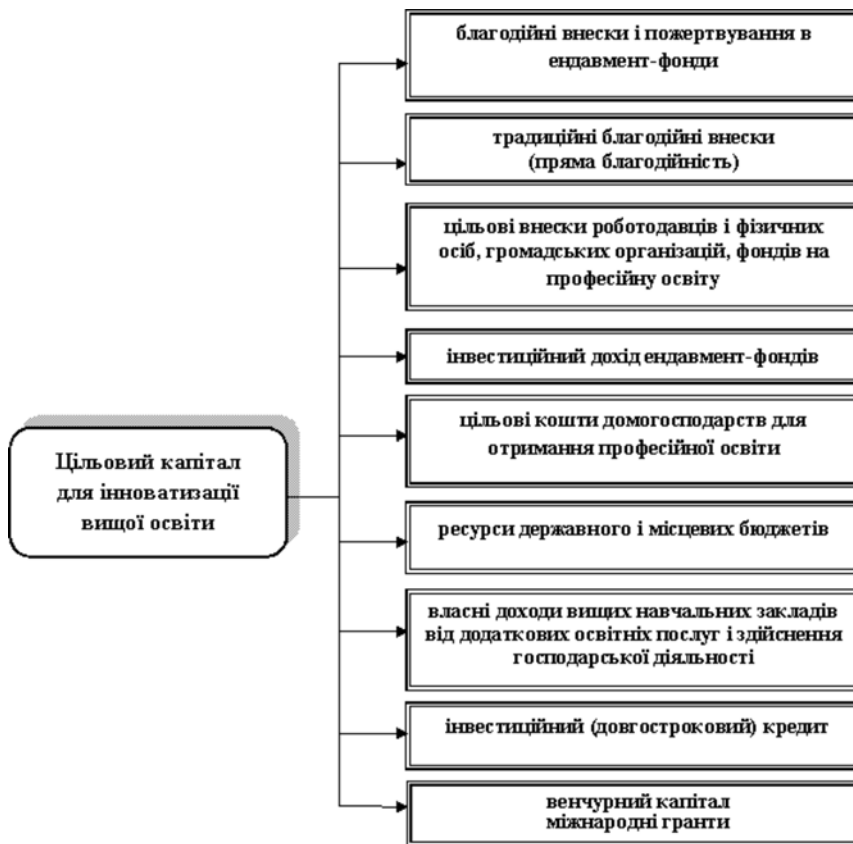 благодійні внески і пожертвування в
ендавмент-фонди
традиційні благодійні внески
(пряма благодійність)
цільові внески роботодавців і фізичних
осіб, громадських організацій, фондів на
професійну освіту
інвестиційний дохід ендавмент-фондів
цільові кошти домогосподарств для
отримання професійної освіти
Цільовий капітал
для інноватизації
вищої освіти
ресурси державного і місцевих бюджетів
власні доходи вищих навчальних закладів
від додаткових освітніх послуг і здійснення
господарської діяльності
інвестиційний (довгостроковий) кредит
венчурний капітал
міжнародні гранти